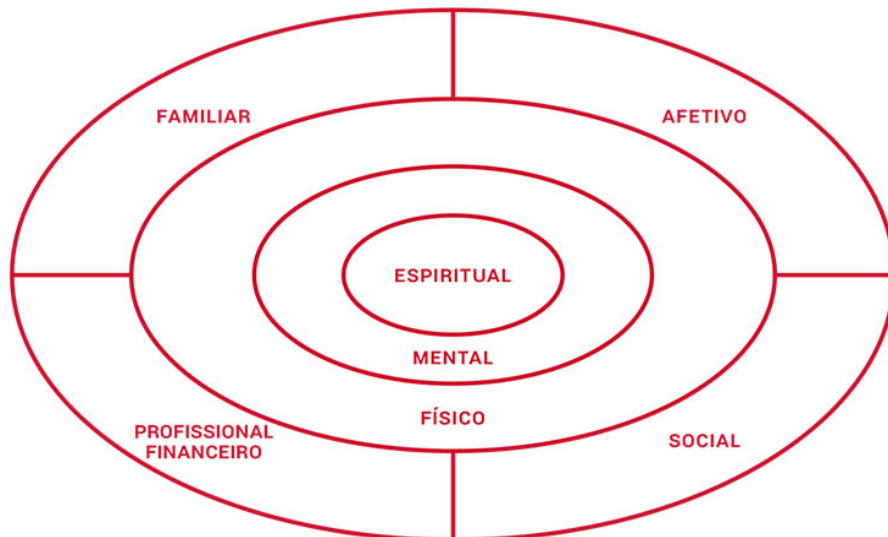 FAMILIAR
AFETIVO
ESPIRITUAL
MENTAL
FÍSICO
PROFISSIONAL
FINANCEIRO
SOCIAL